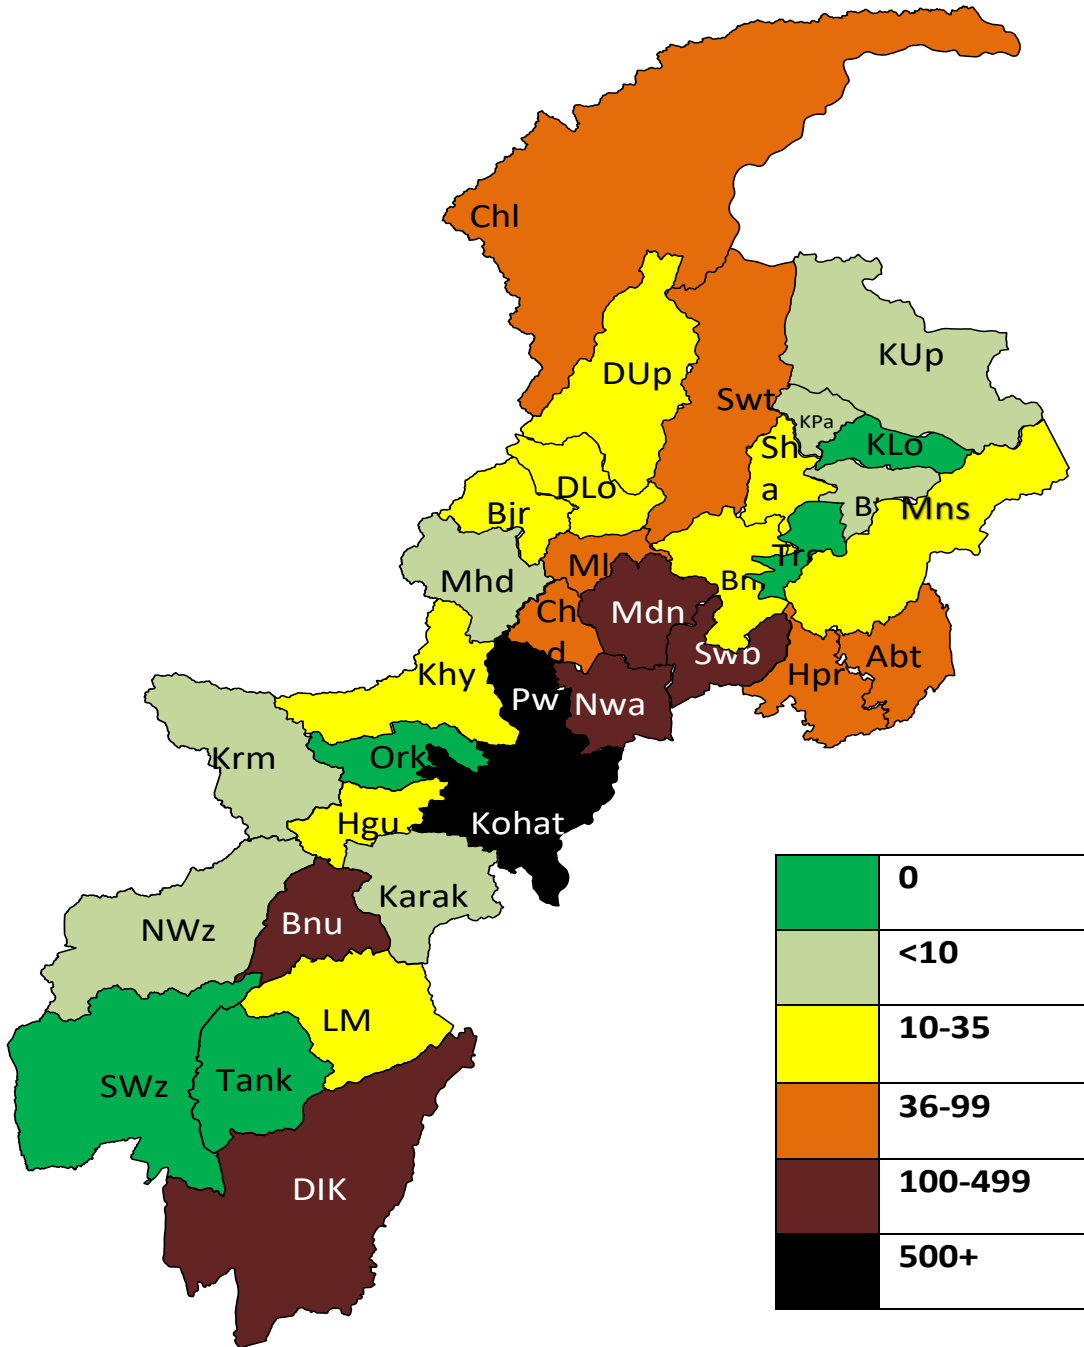 Chl
KUp
DUp
Swt
KPa
KLo
Sh
a
DLo
Bjr
Mns
Mhd
Ml
Mdn
Ch
Swb
Abt
Khy
Hpr
Pw
Nwa
Krm
Ork
Hgu
Kohat
Karak
NWz
Bnu
LM
SWz
Tank
DIK
0
<10
10-35
36-99
100-499
500+